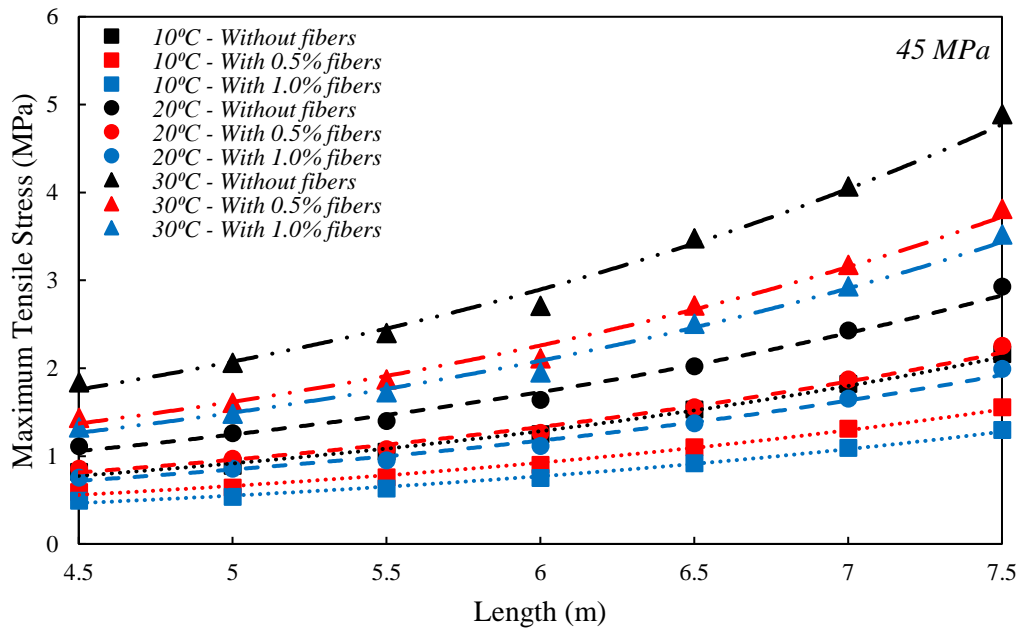 6
5
4
3
2
1
0
Maximum Tensile Stress (MPa)
10ºC - Without fibers
10ºC - With 0.5% fibers
10ºC - With 1.0% fibers
20ºC - Without fibers
20ºC - With 0.5% fibers
20ºC - With 1.0% fibers
30ºC - Without fibers
30ºC - With 0.5% fibers
30ºC - With 1.0% fibers
45 MPa
4.5 5 5.5 6 6.5 7 7.5
Length (m)